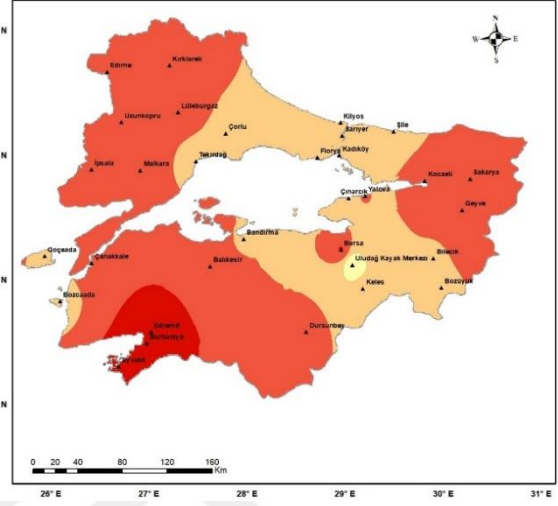 N
N
W E
S
Edirne
Kırklareli
Uzunköprü
Lüleburgaz
Çorlu
Kilyos
Sarıyer
Şile
N
İpsala
Malkara
Tekirdağ
Florya
Kadıköy
Kocaeli
Sakarya
Çınarcık
Yalova
Geyve
Bandırma
Gökçeada
Çanakkale
Balıkesir
Bursa
Uludağ Kayak Merkezi
Bilecik
N
Bozcaada
Keles
Bozüyük
Edremit
Burhaniye
Dursunbey
Ayvalık
N
0 20 40 80 120 160
Km
26° E 27° E 28° E 29° E 30° E 31° E